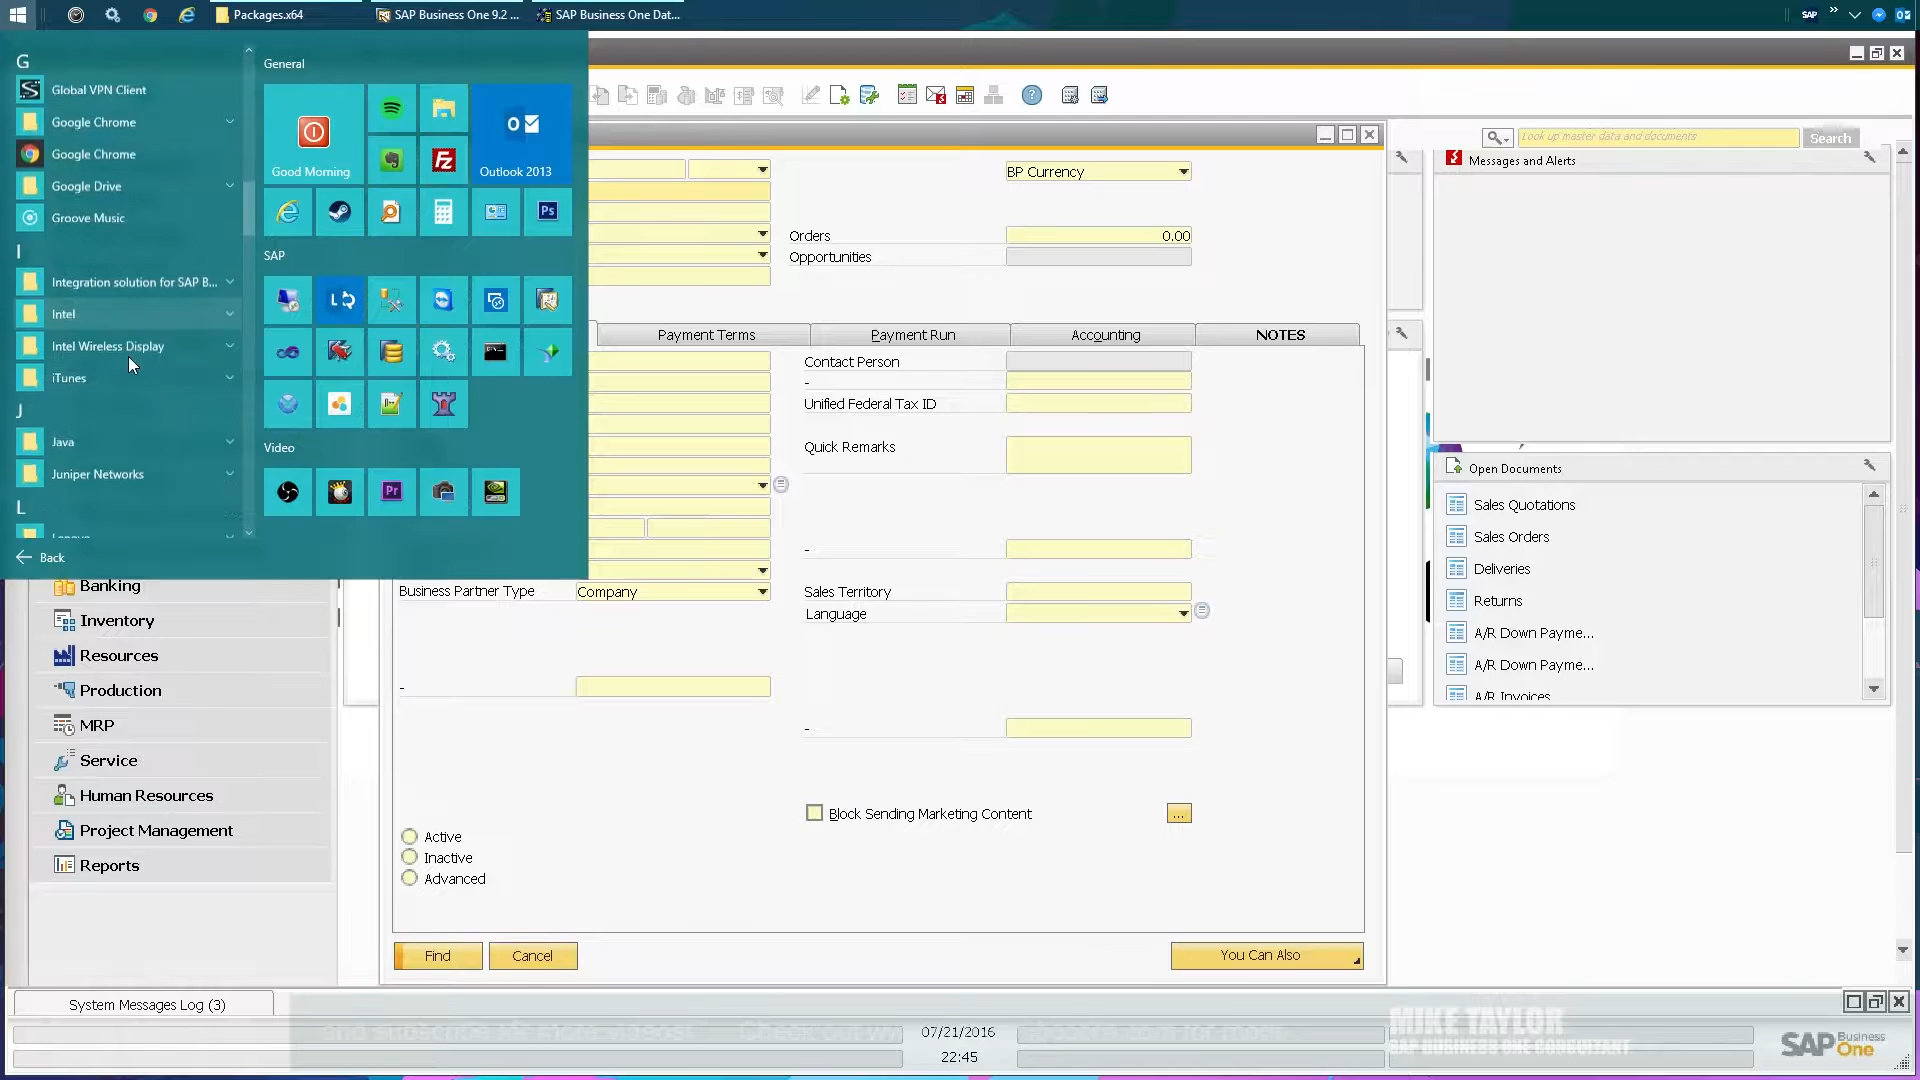 Packages.x64
SAP Business One 9.2 ...
SAP Business One Dat...
SAP
G
Global VPN Client
Google Chrome
Google Chrome
Google Drive
Groove Music
I
Integration solution for SAP B...
Intel
Intel Wireless Display
iTunes
J
Java
Juniper Networks
L
Lenovo
Back
General
Good Morning
Outlook 2013
SAP
Video
Look up master data and documents
Search
BP Currency
Orders
0.00
Opportunities
Payment Terms
Payment Run
Accounting
NOTES
Contact Person
-
Unified Federal Tax ID
Quick Remarks
-
Business Partner Type
Company
Sales Territory
Language
-
-
Block Sending Marketing Content
...
Active
Inactive
Advanced
Find
Cancel
You Can Also
Messages and Alerts
Open Documents
Sales Quotations
Sales Orders
Deliveries
Returns
A/R Down Payme...
A/R Down Payme...
A/R Invoices
Banking
Inventory
Resources
Production
MRP
Service
Human Resources
Project Management
Reports
System Messages Log (3)
07/21/2016
22:45
MIKE TAYLOR
SAP BUSINESS ONE CONSULTANT
SAP Business One